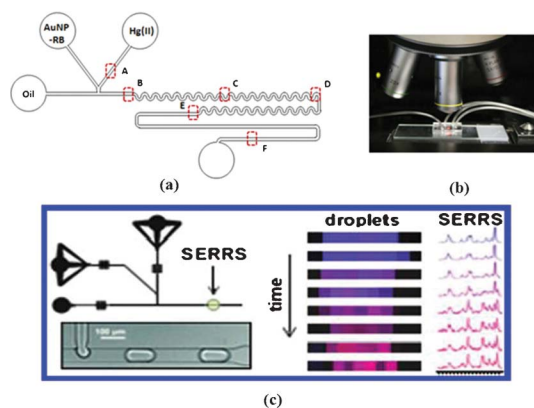 AuNP
-RB
Hg(II)
A
Oil
B
C
D
E
F
(a)
(b)
droplets
SERRS
SERRS
time
100 µm
(c)